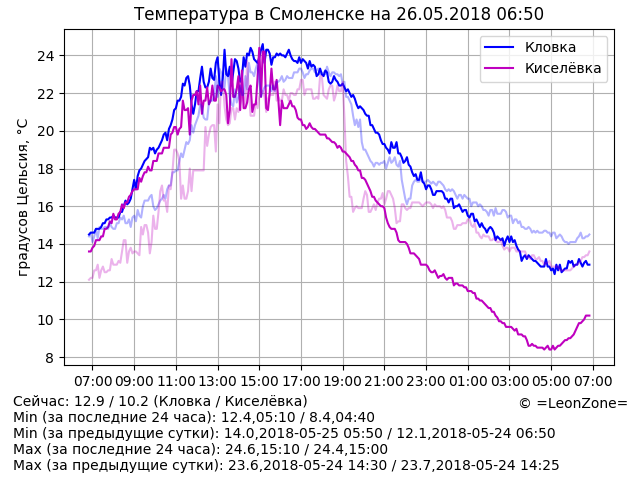 Температура в Смоленске на 26.05.2018 06:50
Кловка
Киселёвка
градусов Цельсия, °C
24
22
20
18
16
14
12
10
8
07:00 09:00 11:00 13:00 15:00 17:00 19:00 21:00 23:00 01:00 03:00 05:00 07:00
Сейчас: 12.9 / 10.2 (Кловка / Киселёвка)
© =LeonZone=
Min (за последние 24 часа): 12.4,05:10 / 8.4,04:40
Min (за предыдущие сутки): 14.0,2018-05-25 05:50 / 12.1,2018-05-24 06:50
Max (за последние 24 часа): 24.6,15:10 / 24.4,15:00
Max (за предыдущие сутки): 23.6,2018-05-24 14:30 / 23.7,2018-05-24 14:25